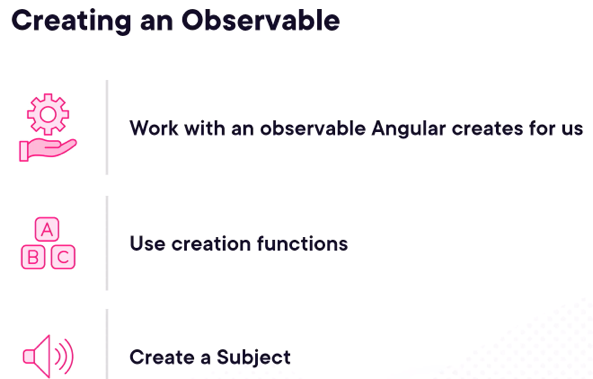 Creating an Observable
Work with an observable Angular creates for us
A
B C
Use creation functions
Create a Subject